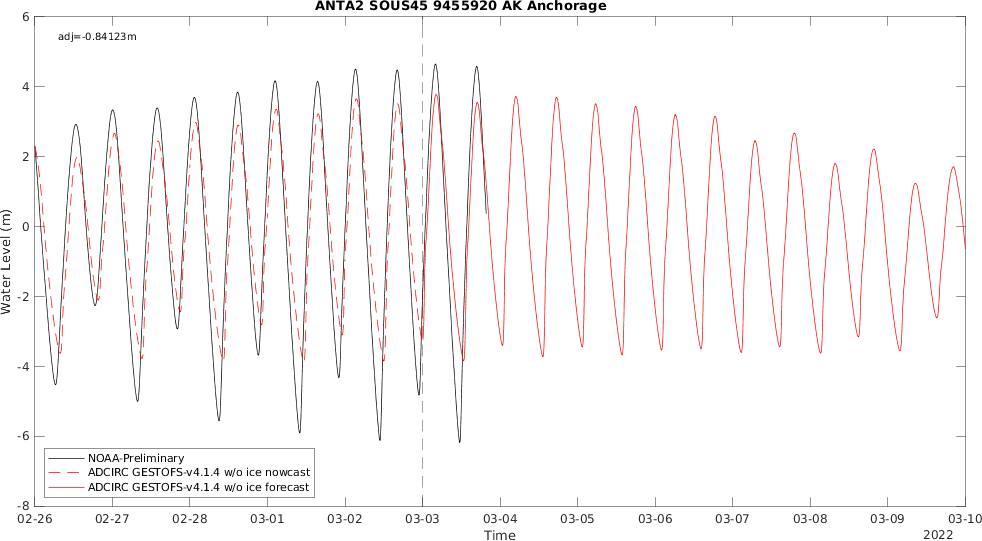 ANTA2 SOUS45 9455920 AK Anchorage
adj=-0.84123m
6
4
2
0
-2
-4
-6
-8
Water Level (m)
NOAA-Preliminary
ADCIRC GESTOFS-v4.1.4 w/o ice nowcast
ADCIRC GESTOFS-v4.1.4 w/o ice forecast
02-26 02-27 02-28 03-01 03-02 03-03 03-04 03-05 03-06 03-07 03-08 03-09 03-10
Time
2022